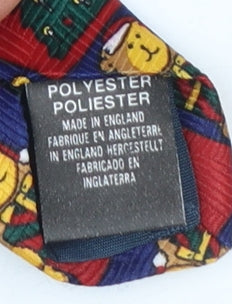 POLYESTER
POLIESTER
MADE IN ENGLAND
FABRIQUE EN ANGLETERRE
IN ENGLAND HERGESTELLT
FABRICADO EN
INGLATERRA